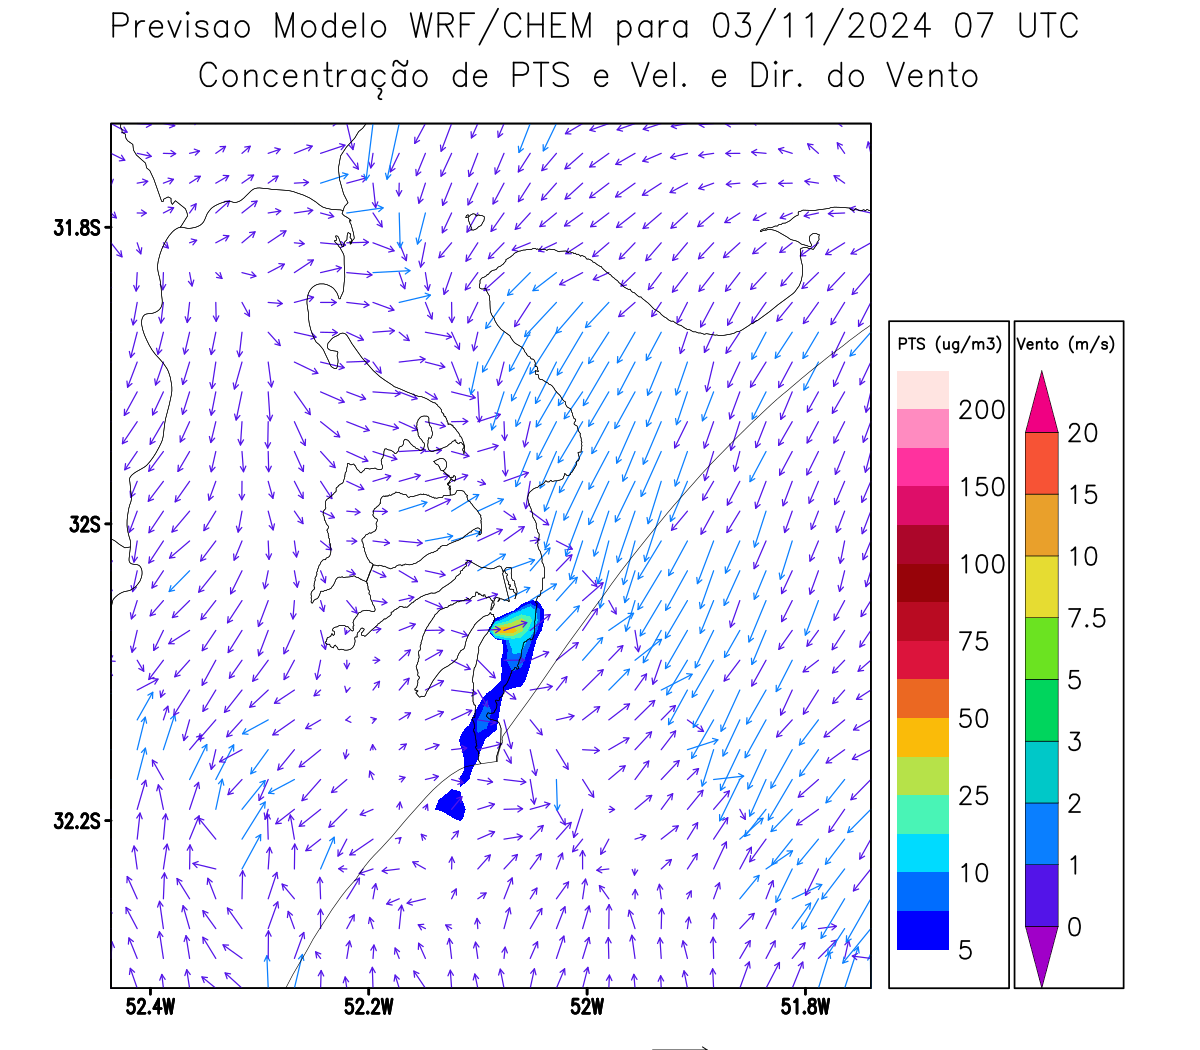 Previsao Modelo WRF/CHEM para 03/11/2024 07 UTC
Concentração de PTS e Vel. e Dir. do Vento
31.8S
32S
32.2S
52.4W
52.2W
52W
51.8W
PTS (ug/m3)
200
150
100
75
50
25
10
5
Vento (m/s)
20
15
10
7.5
5
3
2
1
0